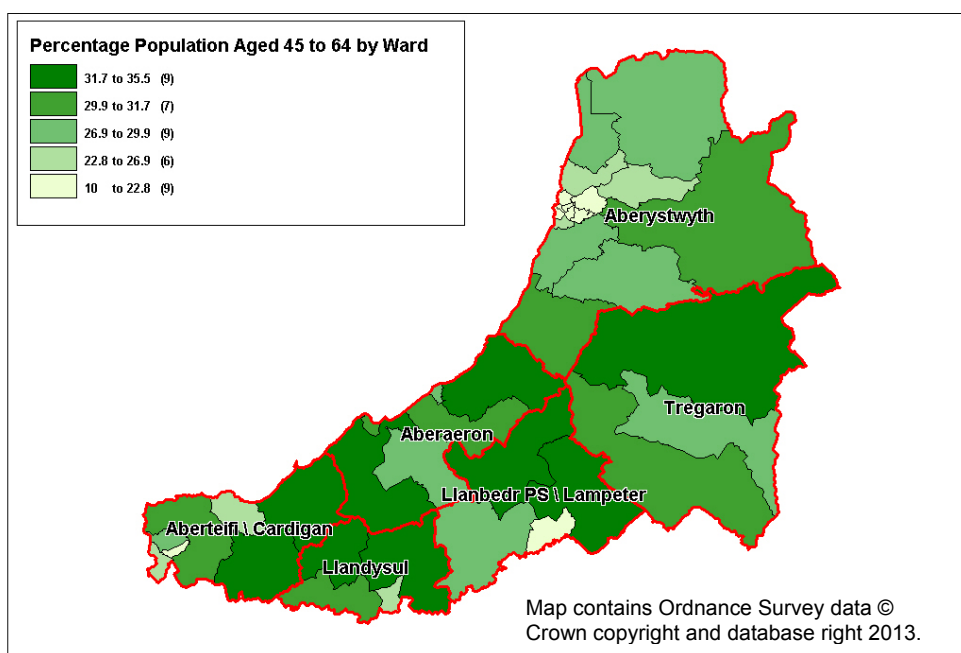 Percentage Population Aged 45 to 64 by Ward
31.7 to 35.5 (9)
29.9 to 31.7 (7)
26.9 to 29.9 (9)
22.8 to 26.9 (6)
10 to 22.8 (9)
Aberystwyth
Tregaron
Aberaeron
Llanbedr PS \ Lampeter
Aberteifi \ Cardigan
Llandysul
Map contains Ordnance Survey data ©
Crown copyright and database right 2013.